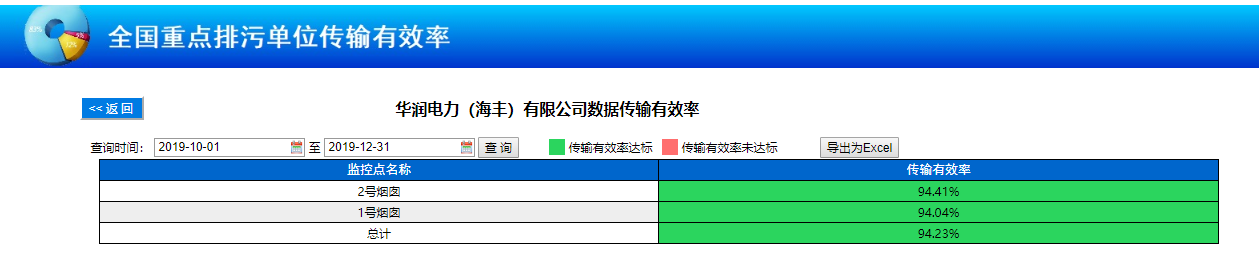 全国重点排污单位传输有效率
<< 返回
华润电力（海丰）有限公司数据传输有效率
查询时间： 2019-10-01 至 2019-12-31 查 询 传输有效率达标 传输有效率未达标 导出为Excel
监控点名称 传输有效率
2号烟囱 94.41%
1号烟囱 94.04%
总计 94.23%